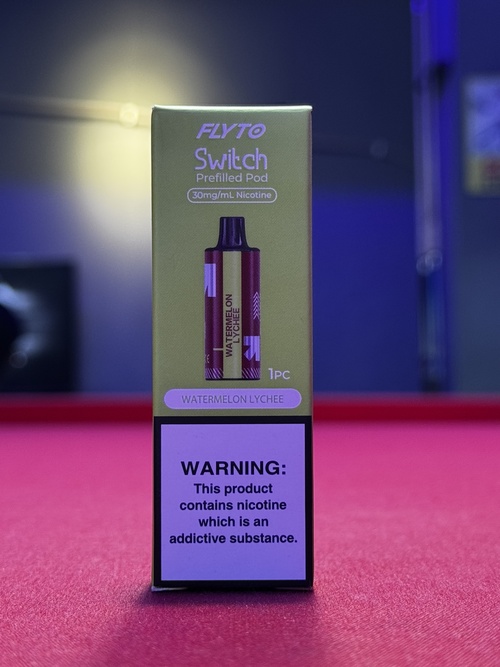 FLYTO
Switch
Prefilled Pod
30mg/mL Nicotine
WATERMELON
LYCHEE
1PC
WATERMELON LYCHEE
WARNING:
This product
contains nicotine
which is an
addictive substance.